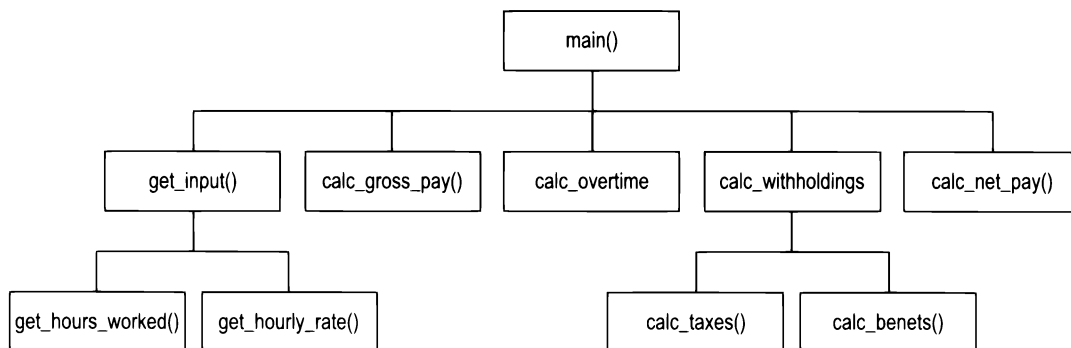 main()
get_input()
calc_gross_pay()
calc_overtime
calc_withholdings
calc_net_pay()
get_hours_worked()
get_hourly_rate()
calc_taxes()
calc_benets()